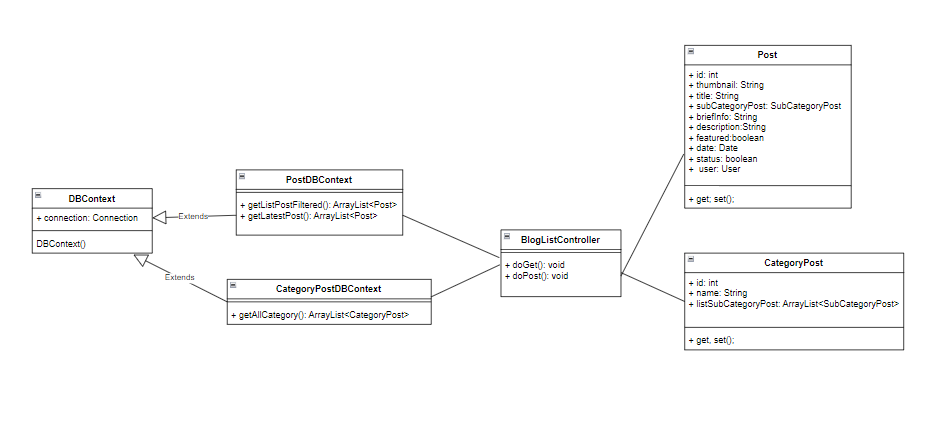 DBContext
+ connection: Connection
DBContext()
Extends
Extends
PostDBContext
+ getListPostFiltered(): ArrayList<Post>
+ getLatestPost(): ArrayList<Post>
CategoryPostDBContext
+ getAllCategory(): ArrayList<CategoryPost>
BlogListController
+ doGet(): void
+ doPost(): void
Post
+ id: int
+ thumbnail: String
+ title: String
+ subCategoryPost: SubCategoryPost
+ briefInfo: String
+ description:String
+ featured:boolean
+ date: Date
+ status: boolean
+ user: User
+ get; set();
CategoryPost
+ id: int
+ name: String
+ listSubCategoryPost: ArrayList<SubCategoryPost>
+ get, set();